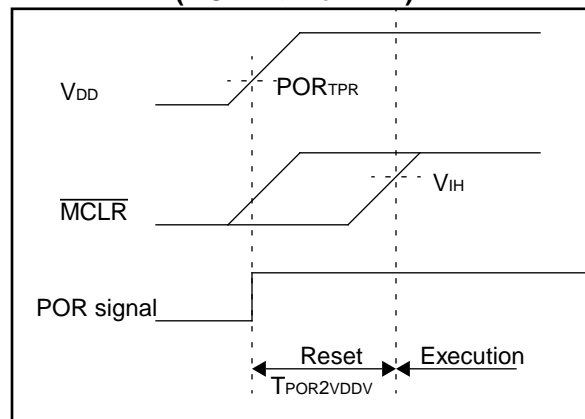 VDD
PORTPR
MCLR
VIH
POR signal
Reset
Execution
TPOR2VDDV